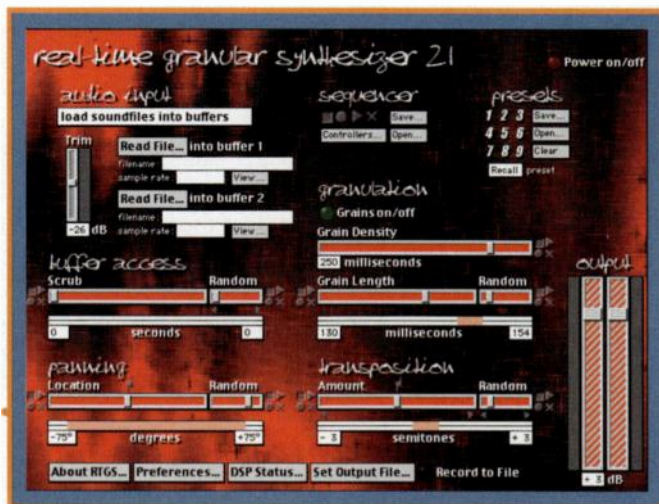 real-time granular synthesizer 2.1
Power on/off
audio input
load soundfiles into buffers
Trim
-26 dB
Read File... into buffer 1
filename:
sample rate: View...
Read File... into buffer 2
filename:
sample rate: View...
sequencer
Save...
Controllers... Open...
presets
1 2 3 Save...
4 5 6 Open...
7 8 9 Clear
Recall preset
granulation
Grains on/off
Grain Density
250 milliseconds
Grain Length Random
130 milliseconds 154
buffer access
Scrub Random
0 seconds 0
panning
Location Random
-75° degrees +75°
transposition
Amount Random
- 3 semitones + 3
output
+ 3 dB
About RTGS... Preferences... DSP Status... Set Output File... Record to File